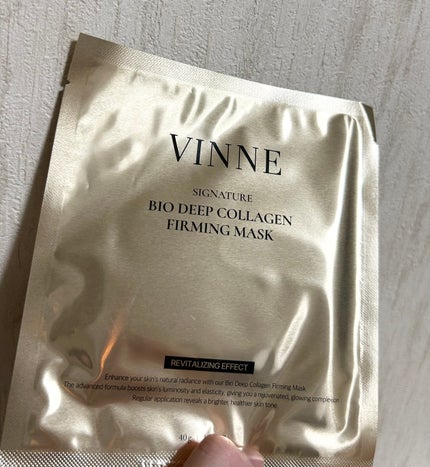 VINNE
SIGNATURE
BIO DEEP COLLAGEN
FIRMING MASK
REVITALIZING EFFECT
Enhance your skin's natural radiance with our Bio Deep Collagen Firming Mask
The advanced formula boosts skin's luminosity and elasticity, giving you a rejuvenated, glowing complexion
Regular application reveals a brighter, healthier skin tone
40g